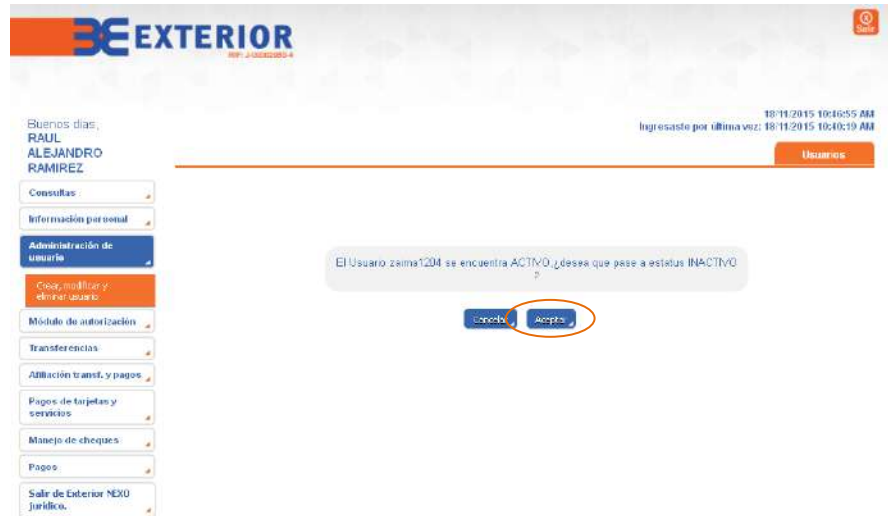 EXTERIOR
Salir
18/11/2015 10:46:55 AM
Ingresaste por última vez: 18/11/2015 10:40:19 AM
Buenos días,
RAUL
ALEJANDRO
RAMIREZ
Usuarios
Consultas
Información personal
Administración de
usuario
Crear, modificar y
eliminar usuario
Módulo de autorización
Transferencias
Afiliación transf. y pagos
Pagos de tarjetas y
servicios
Manejo de cheques
Pagos
Salir de Exterior NEXO
Jurídico.
El Usuario zaima1204 se encuentra ACTIVO,¿desea que pase a estatus INACTIVO
?
Cancelar
Aceptar